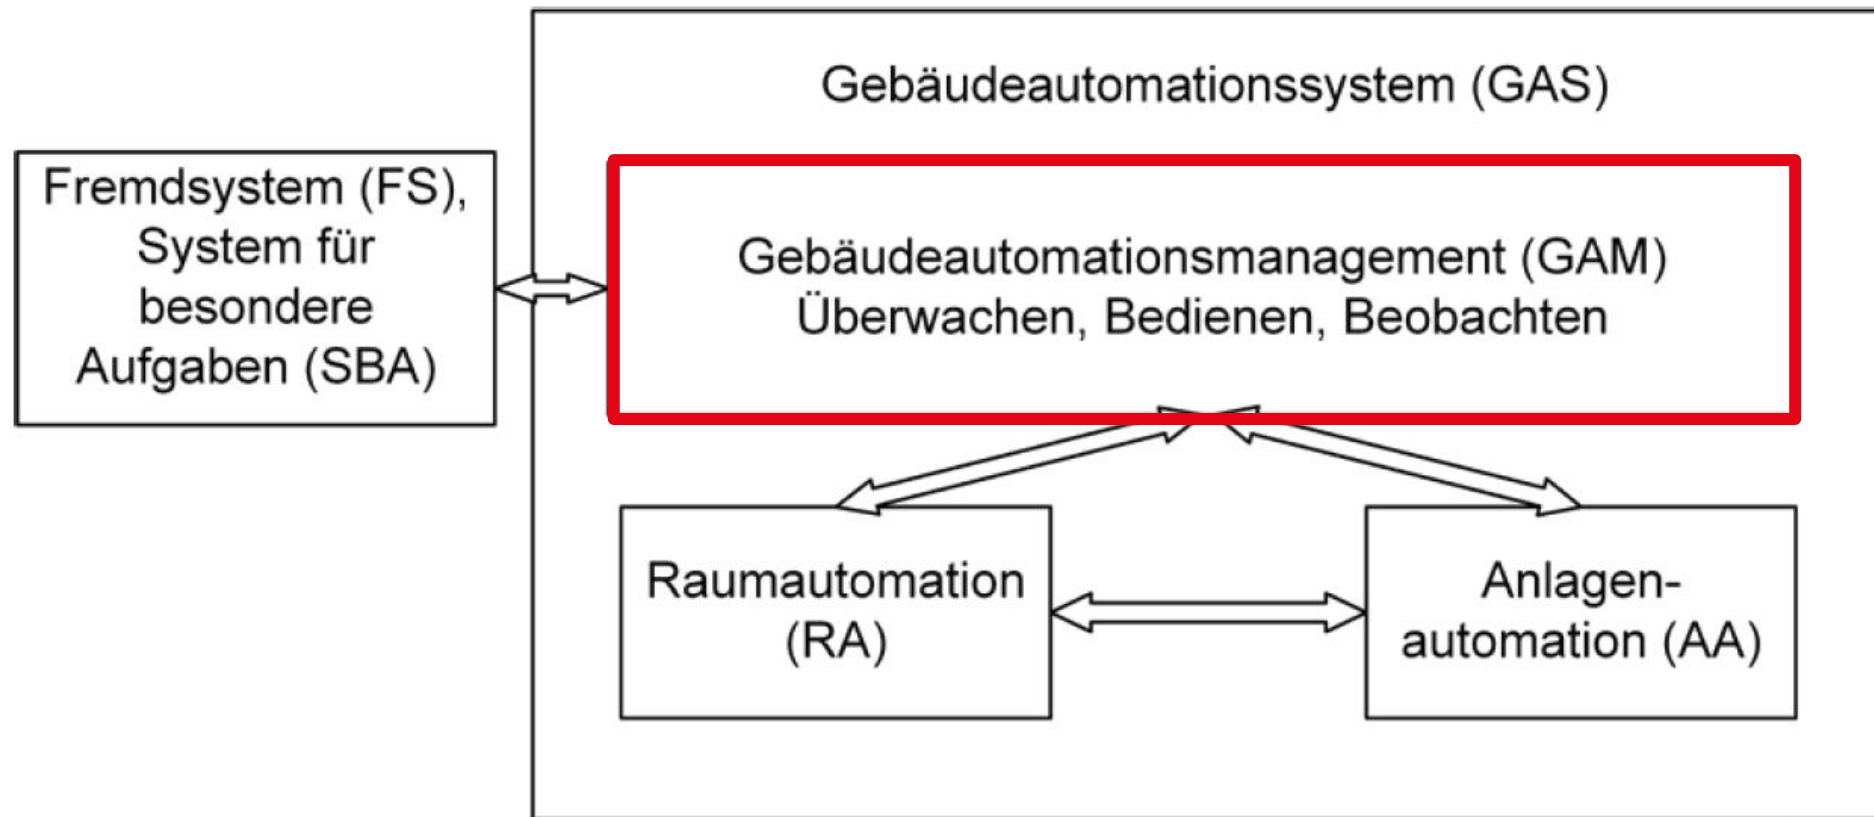 Gebäudeautomationssystem (GAS)
Fremdsystem (FS),
System für
besondere
Aufgaben (SBA)
Gebäudeautomationsmanagement (GAM)
Überwachen, Bedienen, Beobachten
Raumautomation
(RA)
Anlagen-
automation (AA)